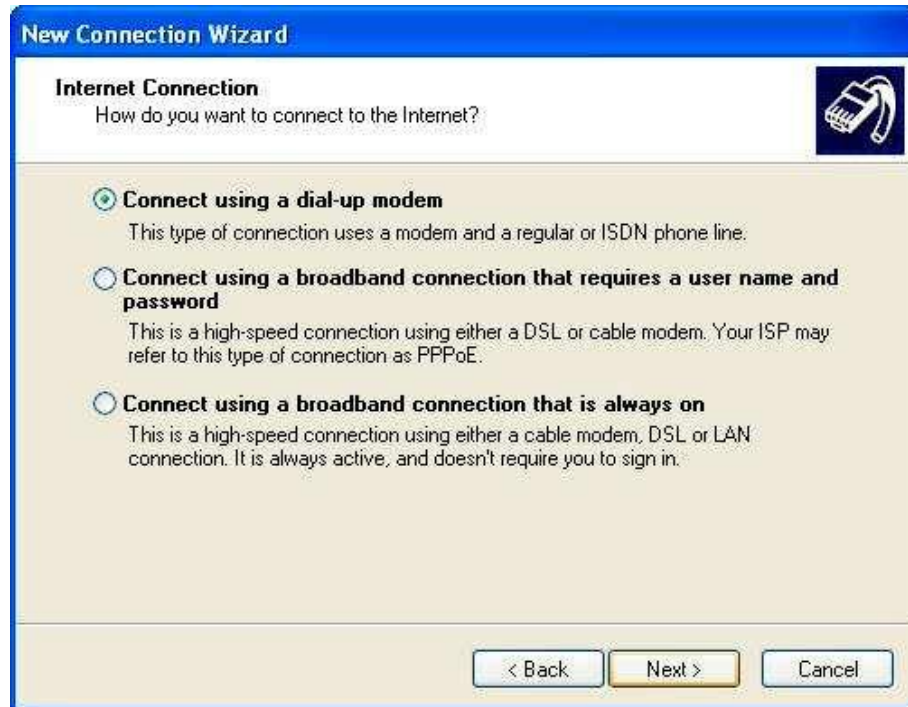 New Connection Wizard
Internet Connection
How do you want to connect to the Internet?
Connect using a dial-up modem
This type of connection uses a modem and a regular or ISDN phone line.
Connect using a broadband connection that requires a user name and
password
This is a high-speed connection using either a DSL or cable modem. Your ISP may
refer to this type of connection as PPPoE.
Connect using a broadband connection that is always on
This is a high-speed connection using either a cable modem, DSL or LAN
connection. It is always active, and doesn't require you to sign in.
< Back Next > Cancel